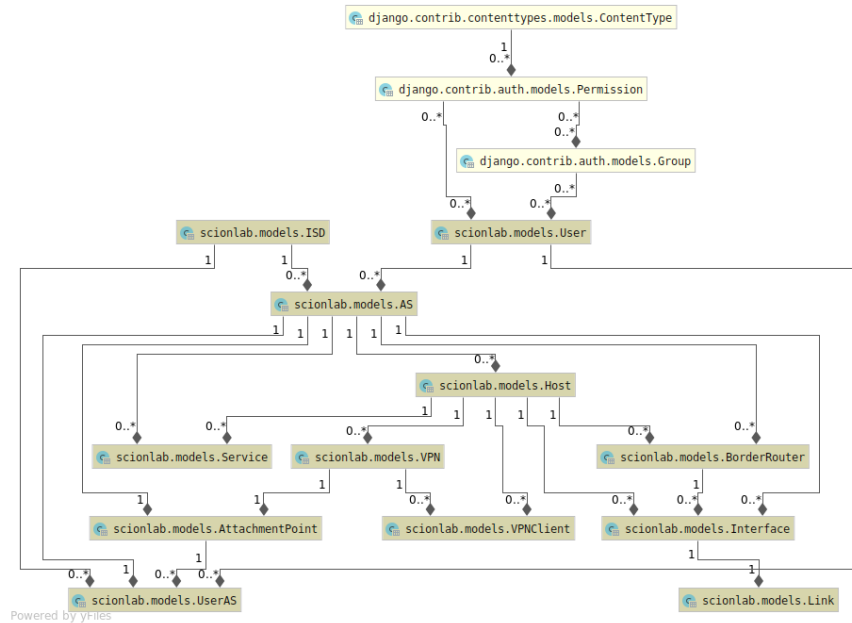 django.contrib.contenttypes.models.ContentType
1
0..*
django.contrib.auth.models.Permission
0..* 0..*
0..*
django.contrib.auth.models.Group
0..*
0..* 0..*
scionlab.models.ISD scionlab.models.User
1 1 1 1
0..* 0..*
scionlab.models.AS
1 1 1 1 1 1
0..*
scionlab.models.Host
1 1 1 1 1
0..* 0..* 0..* 0..* 0..*
scionlab.models.Service scionlab.models.VPN scionlab.models.BorderRouter
1 1 1
1 1 0..* 0..* 0..* 0..* 0..*
scionlab.models.AttachmentPoint scionlab.models.VPNClient scionlab.models.Interface
1 1
0..* 1 0..* 0..* 1
scionlab.models.UserAS scionlab.models.Link
Powered by yFiles